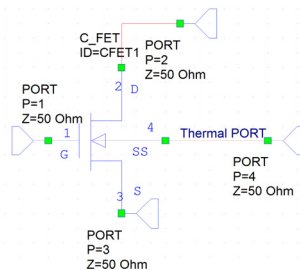 C_FET
ID=CFET1
PORT
P=2
Z=50 Ohm
2
D
PORT
P=1
Z=50 Ohm
1
G
4
SS
Thermal PORT
PORT
P=4
Z=50 Ohm
3
S
PORT
P=3
Z=50 Ohm